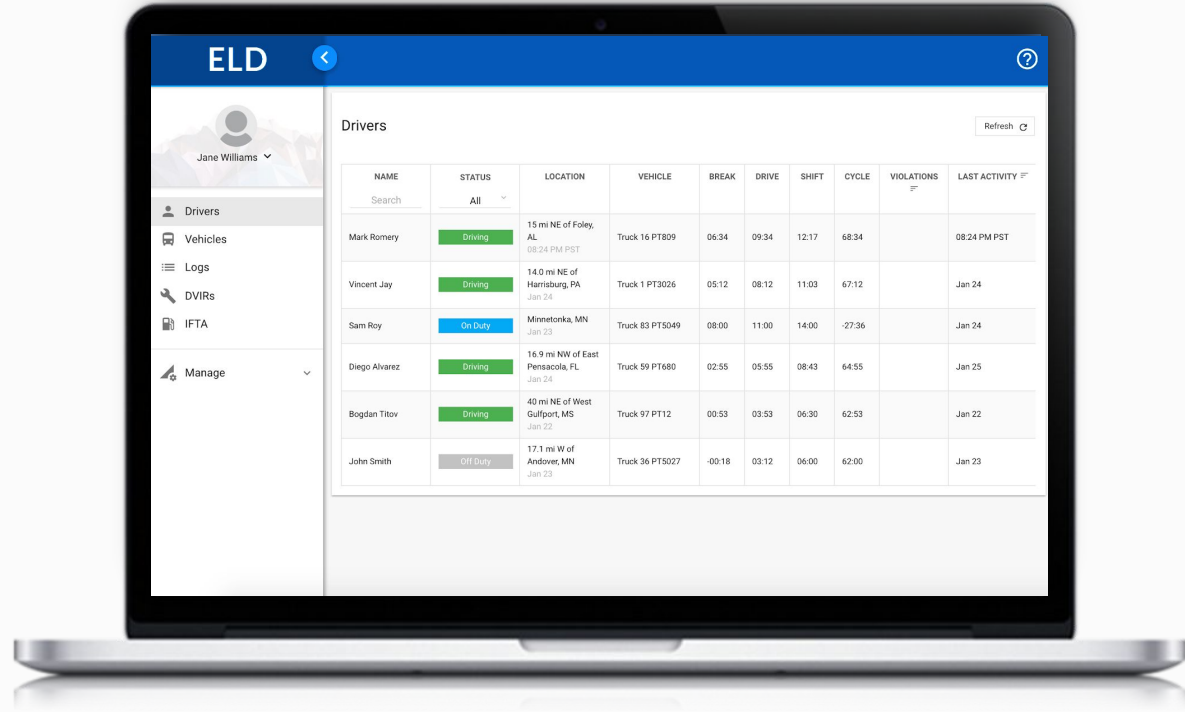 ELD
Jane Williams
Drivers
Vehicles
Logs
DVIRs
IFTA
Manage
Drivers
Refresh
NAME STATUS LOCATION VEHICLE BREAK DRIVE SHIFT CYCLE VIOLATIONS LAST ACTIVITY
Search All
15 mi NE of Foley,
Mark Romery Driving AL Truck 16 PT809 06:34 09:34 12:17 68:34 08:24 PM PST
08:24 PM PST
14.0 mi NE of
Vincent Jay Driving Harrisburg, PA Truck 1 PT3026 05:12 08:12 11:03 67:12 Jan 24
Jan 24
Minnetonka, MN
Sam Roy On Duty Truck 83 PT5049 08:00 11:00 14:00 -27:36 Jan 24
Jan 23
16.9 mi NW of East
Diego Alvarez Driving Pensacola, FL Truck 59 PT680 02:55 05:55 08:43 64:55 Jan 25
Jan 24
40 mi NE of West
Bogdan Titov Driving Gulfport, MS Truck 97 PT12 00:53 03:53 06:30 62:53 Jan 22
Jan 22
17.1 mi W of
John Smith Off Duty Andover, MN Truck 36 PT5027 -00:18 03:12 06:00 62:00 Jan 23
Jan 23